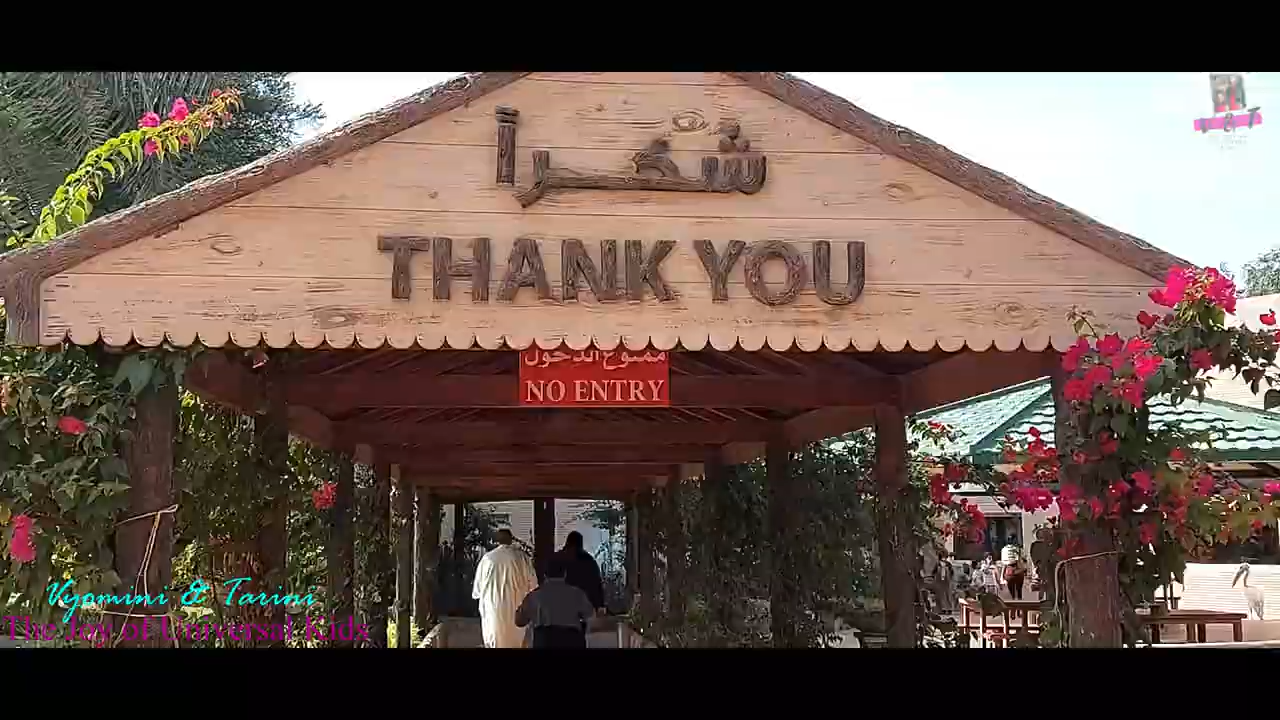 شكراً
THANK YOU
ممنوع الدخول
NO ENTRY
Vyomini & Tarini
The Joy of Universal Kids